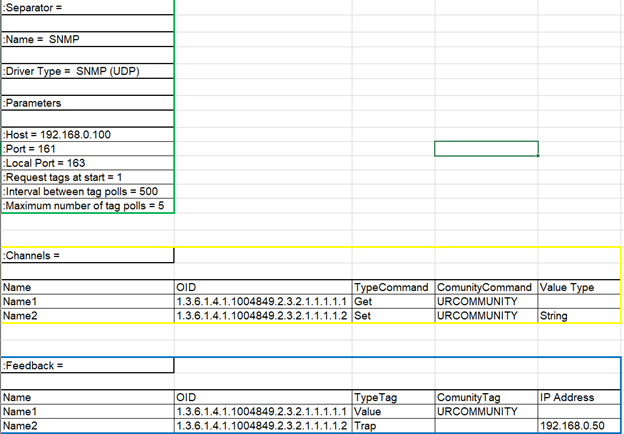 :Separator =
:Name =  SNMP
:Driver Type =  SNMP (UDP)
:Parameters
:Host = 192.168.0.100
:Port = 161
:Local Port = 163
:Request tags at start = 1
:Interval between tag polls = 500
:Maximum number of tag polls = 5
:Channels =
Name OID TypeCommand ComunityCommand Value Type
Name1 1.3.6.1.4.1.1004849.2.3.2.1.1.1.1.1 Get URCOMMUNITY
Name2 1.3.6.1.4.1.1004849.2.3.2.1.1.1.1.2 Set URCOMMUNITY String
:Feedback =
Name OID TypeTag ComunityTag IP Address
Name1 1.3.6.1.4.1.1004849.2.3.2.1.1.1.1.1 Value URCOMMUNITY
Name2 1.3.6.1.4.1.1004849.2.3.2.1.1.1.1.2 Trap 192.168.0.50